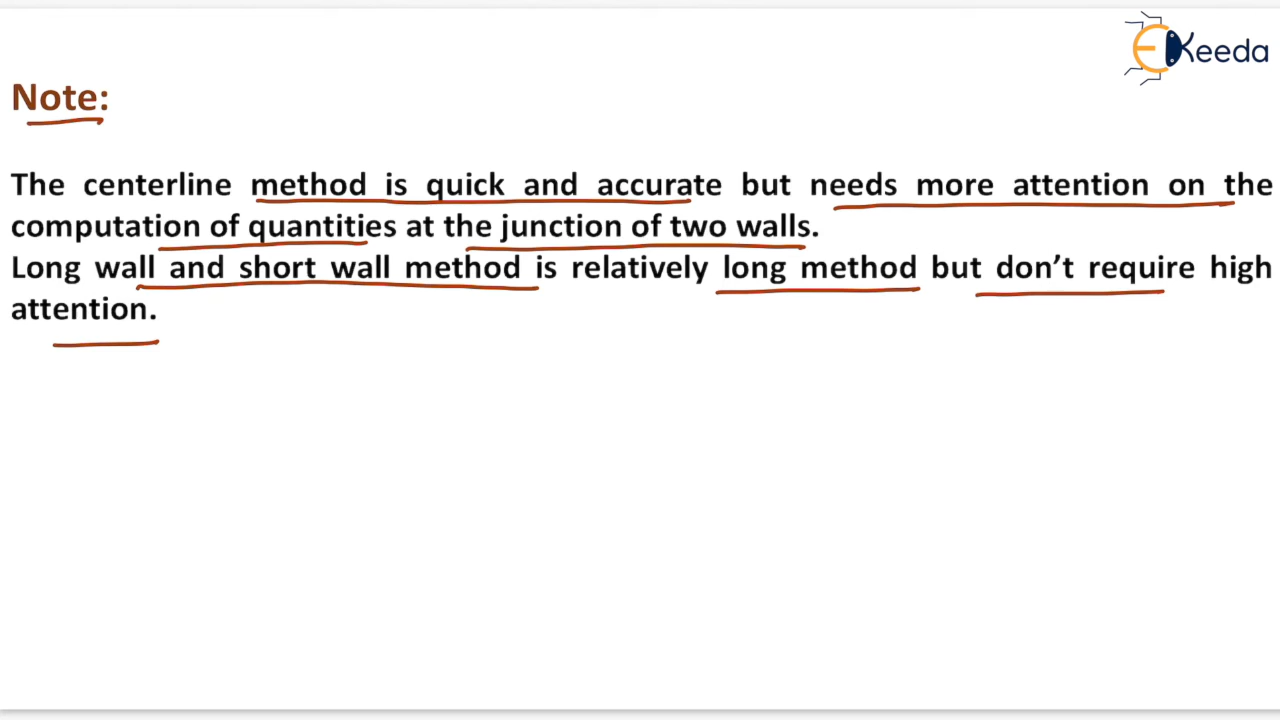 EKeeda
Note:
The centerline method is quick and accurate but needs more attention on the
computation of quantities at the junction of two walls.
Long wall and short wall method is relatively long method but don’t require high
attention.